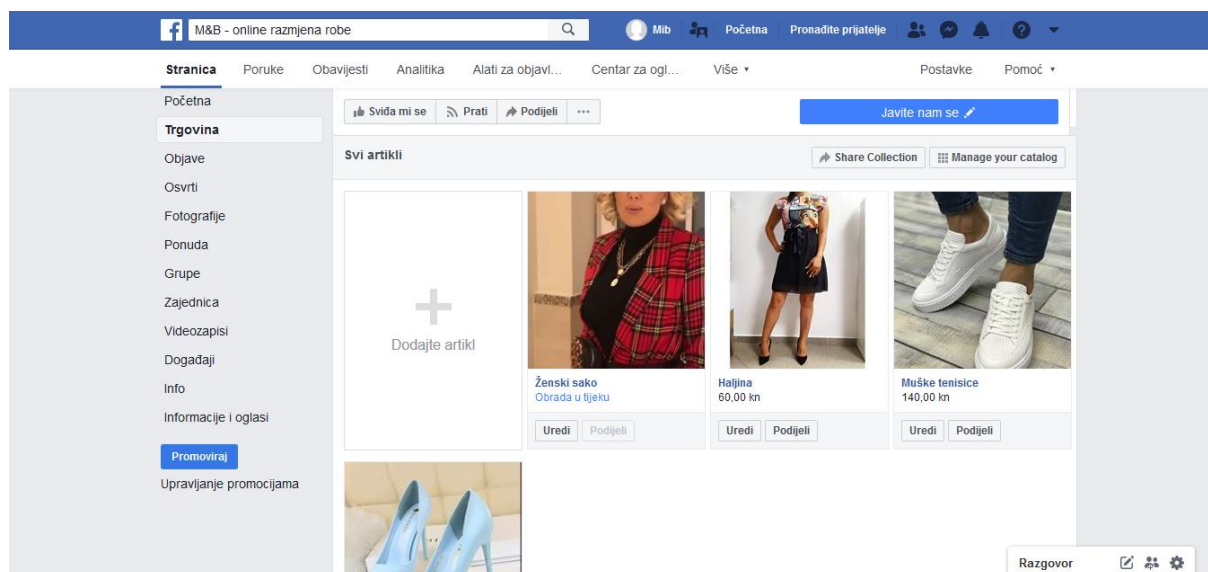 M&B - online razmjena robe
Mib
Početna
Pronađite prijatelje
Stranica
Poruke
Obavijesti
Analitika
Alati za objavl...
Centar za ogl...
Više
Postavke
Pomoć
Početna
Trgovina
Objave
Osvrti
Fotografije
Ponuda
Grupe
Zajednica
Videozapisi
Događaji
Info
Informacije i oglasi
Promoviraj
Upravljanje promocijama
Sviđa mi se
Prati
Podijeli
Javite nam se
Svi artikli
Share Collection
Manage your catalog
Dodajte artikl
Ženski sako
Obrada u tijeku
Uredi
Podijeli
Haljina
60,00 kn
Uredi
Podijeli
Muške tenisice
140,00 kn
Uredi
Podijeli
Razgovor